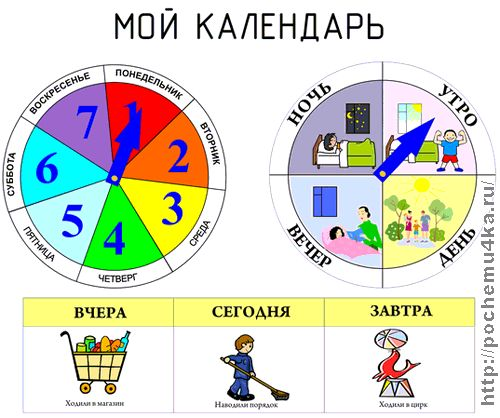 МОЙ КАЛЕНДАРЬ
ВОСКРЕСЕНЬЕ
ПОНЕДЕЛЬНИК
ВТОРНИК
СРЕДА
ЧЕТВЕРГ
ПЯТНИЦА
СУББОТА
1
2
3
4
5
6
7
НОЧЬ
УТРО
ДЕНЬ
ВЕЧЕР
ВЧЕРА
СЕГОДНЯ
ЗАВТРА
Ходили в магазин
Наводили порядок
Ходили в цирк
http://pochemu4ka.ru/